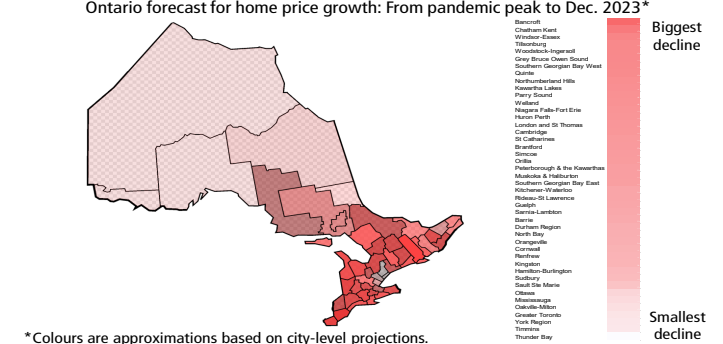 Ontario forecast for home price growth: From pandemic peak to Dec. 2023*
Bancroft
Chatham Kent
Windsor-Essex
Tillsonburg
Woodstock-Ingersoll
Grey Bruce Owen Sound
Southern Georgian Bay West
Quinte
Northumberland Hills
Kawartha Lakes
Parry Sound
Welland
Niagara Falls-Fort Erie
Huron Perth
London and St Thomas
Cambridge
St Catharines
Brantford
Simcoe
Orillia
Peterborough & the Kawarthas
Muskoka & Haliburton
Southern Georgian Bay East
Kitchener-Waterloo
Rideau-St Lawrence
Guelph
Sarnia-Lambton
Barrie
Durham Region
North Bay
Orangeville
Cornwall
Renfrew
Kingston
Hamilton-Burlington
Sudbury
Sault Ste Marie
Ottawa
Mississauga
Oakville-Milton
Greater Toronto
York Region
Timmins
Thunder Bay
Biggest
decline
Smallest
decline
*Colours are approximations based on city-level projections.